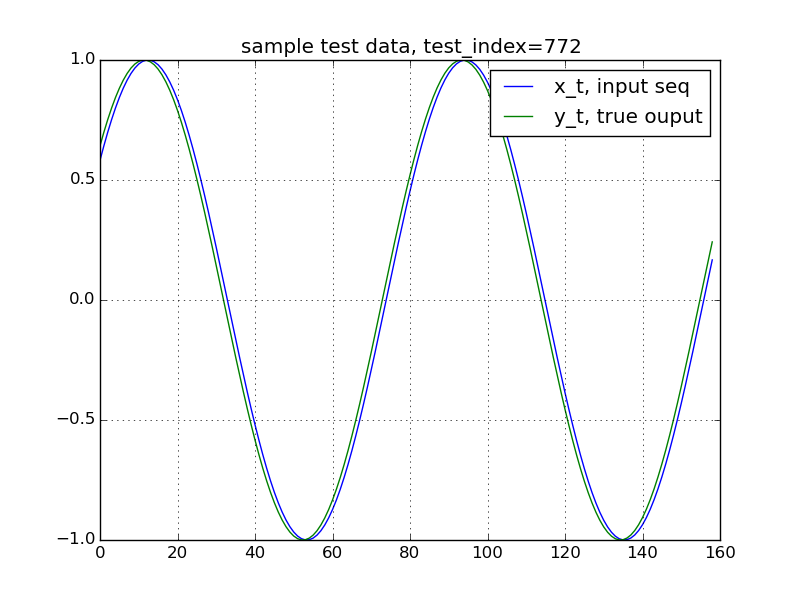 sample test data, test_index=772
x_t, input seq
y_t, true ouput
1.0
0.5
0.0
−0.5
−1.0
0 20 40 60 80 100 120 140 160